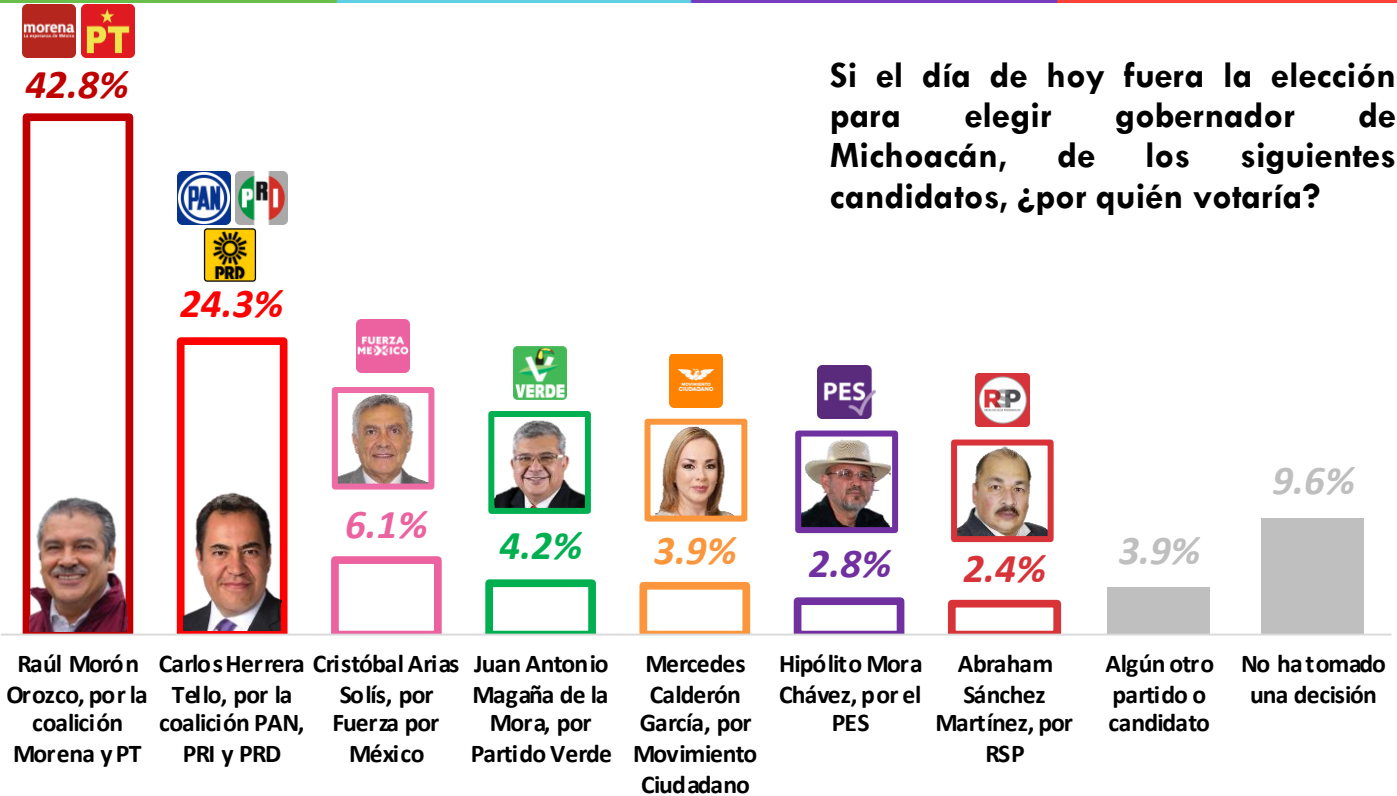 morena
La esperanza de México
PT
42.8%
Si el día de hoy fuera la elección
para elegir gobernador de
Michoacán, de los siguientes
candidatos, ¿por quién votaría?
PAN
PRI
PRD
24.3%
FUERZA
MÉXICO
6.1%
VERDE
4.2%
MOVIMIENTO
CIUDADANO
3.9%
PES
2.8%
RSP
2.4%
3.9%
9.6%
Raúl Morón
Orozco, por la
coalición
Morena y PT
Carlos Herrera
Tello, por la
coalición PAN,
PRI y PRD
Cristóbal Arias
Solís, por
Fuerza por
México
Juan Antonio
Magaña de la
Mora, por
Partido Verde
Mercedes
Calderón
García, por
Movimiento
Ciudadano
Hipólito Mora
Chávez, por el
PES
Abraham
Sánchez
Martínez, por
RSP
Algún otro
partido o
candidato
No ha tomado
una decisión